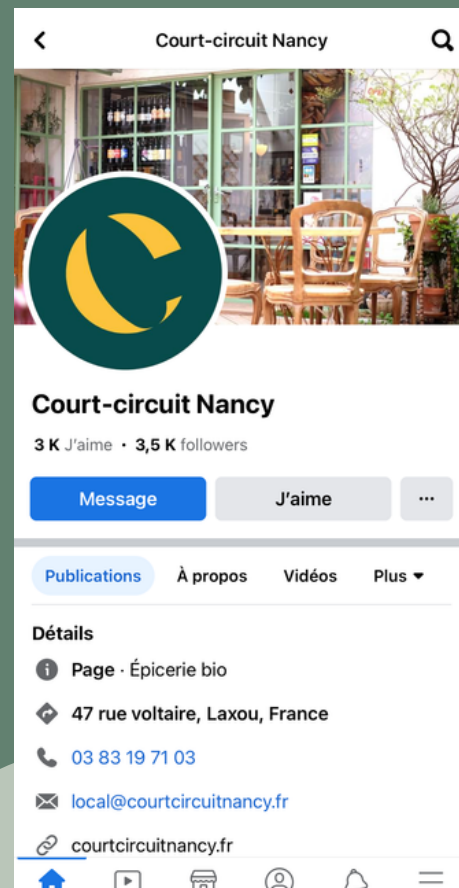 Court-circuit Nancy
Court-circuit Nancy
3 K J'aime · 3,5 K followers
Message
J'aime
...
Publications
À propos
Vidéos
Plus
Détails
Page · Épicerie bio
47 rue voltaire, Laxou, France
03 83 19 71 03
local@courtcircuitnancy.fr
courtcircuitnancy.fr